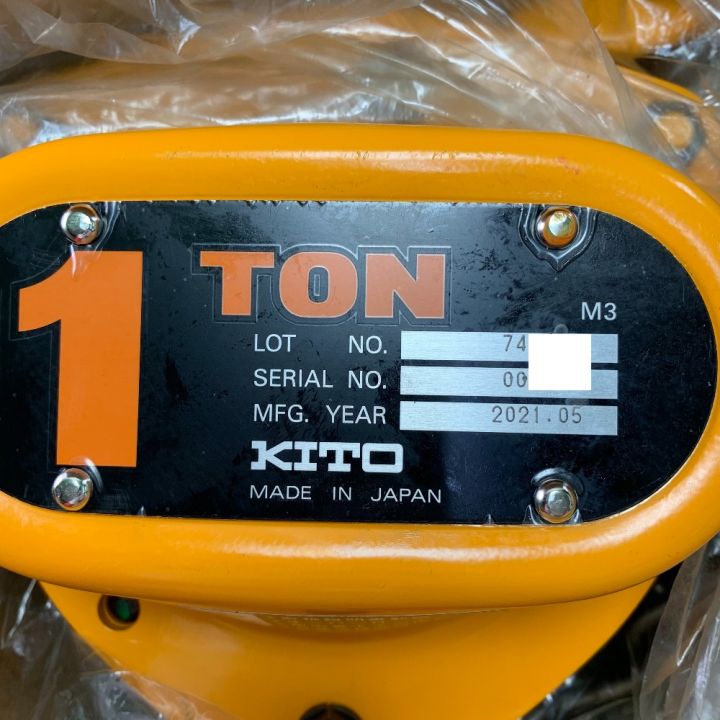 1 TON
M3
LOT NO. 74
SERIAL NO. 00
MFG. YEAR 2021.05
KITO
MADE IN JAPAN